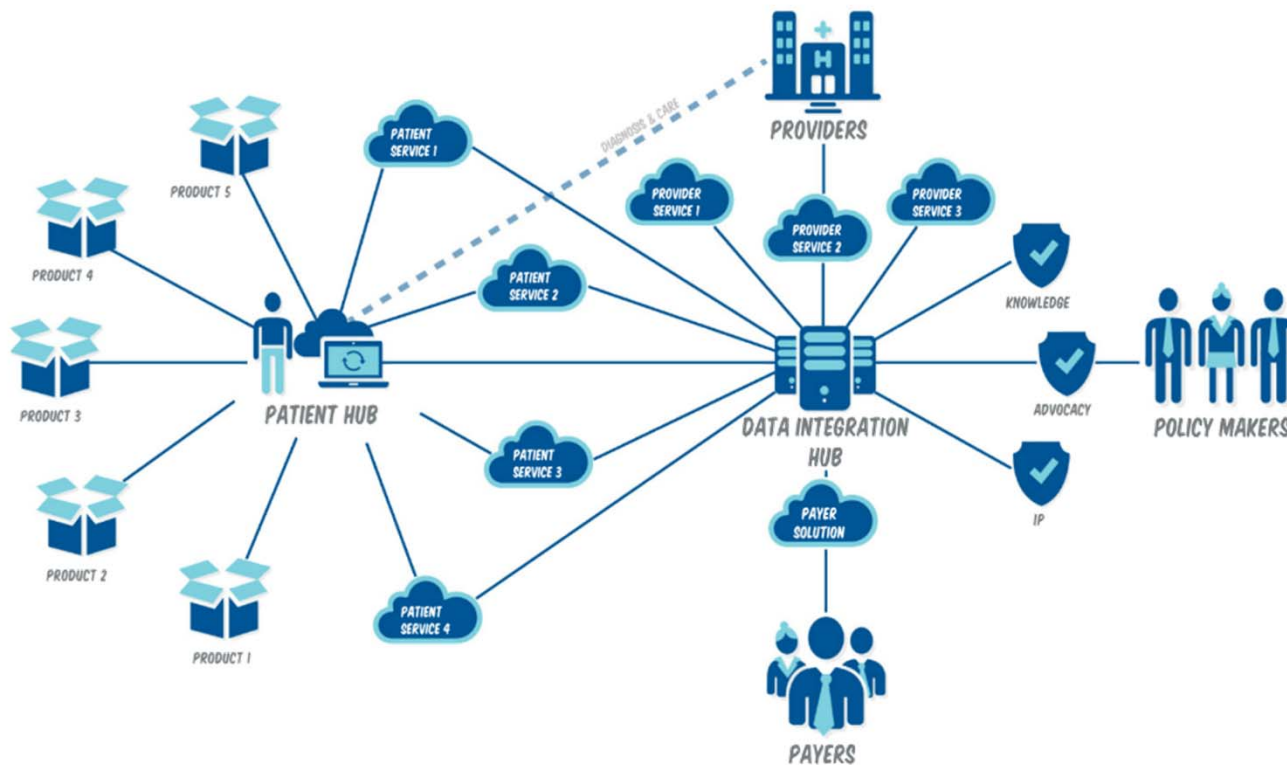 PROVIDERS
DIAGNOSIS & CARE
PRODUCT 5
PATIENT
SERVICE 1
PROVIDER
SERVICE 1
PROVIDER
SERVICE 2
PROVIDER
SERVICE 3
PRODUCT 4
PATIENT
SERVICE 2
KNOWLEDGE
PRODUCT 3
PATIENT HUB
DATA INTEGRATION
HUB
ADVOCACY
POLICY MAKERS
PATIENT
SERVICE 3
PAYER
SOLUTION
IP
PRODUCT 2
PATIENT
SERVICE 4
PRODUCT 1
PAYERS
H